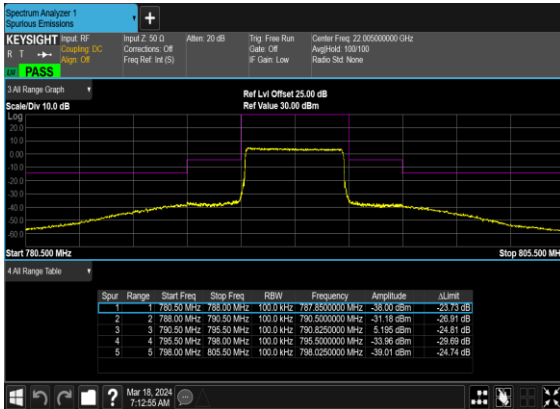 Spectrum Analyzer 1
Spurious Emissions
+
KEYSIGHT Input: RF Input Z: 50 Ω Atten: 20 dB Trig: Free Run Center Freq: 22.005000000 GHz
R T Coupling: DC Corrections: Off Gate: Off Avg|Hold: 100/100
Align: Off Freq Ref: Int (S) IF Gain: Low Radio Std: None
PASS
3 All Range Graph
Ref Lvl Offset 25.00 dB
Scale/Div 10.0 dB Ref Value 30.00 dBm
Log
20.0
10.0
0.00
-10.0
-20.0
-30.0
-40.0
-50.0
-60.0
Start 780.500 MHz Stop 805.500 MH
4 All Range Table
Spur Range Start Freq Stop Freq RBW Frequency Amplitude ΔLimit
1 1 780.50 MHz 788.00 MHz 100.0 kHz 787.8500000 MHz -38.00 dBm -23.73 dB
2 2 788.00 MHz 790.50 MHz 100.0 kHz 790.5000000 MHz -31.18 dBm -26.91 dB
3 3 790.50 MHz 795.50 MHz 100.0 kHz 790.8250000 MHz 5.195 dBm -24.81 dB
4 4 795.50 MHz 798.00 MHz 100.0 kHz 795.5000000 MHz -33.96 dBm -29.69 dB
5 5 798.00 MHz 805.50 MHz 100.0 kHz 798.0250000 MHz -39.01 dBm -24.74 dB
? Mar 18, 2024
7:12:55 AM